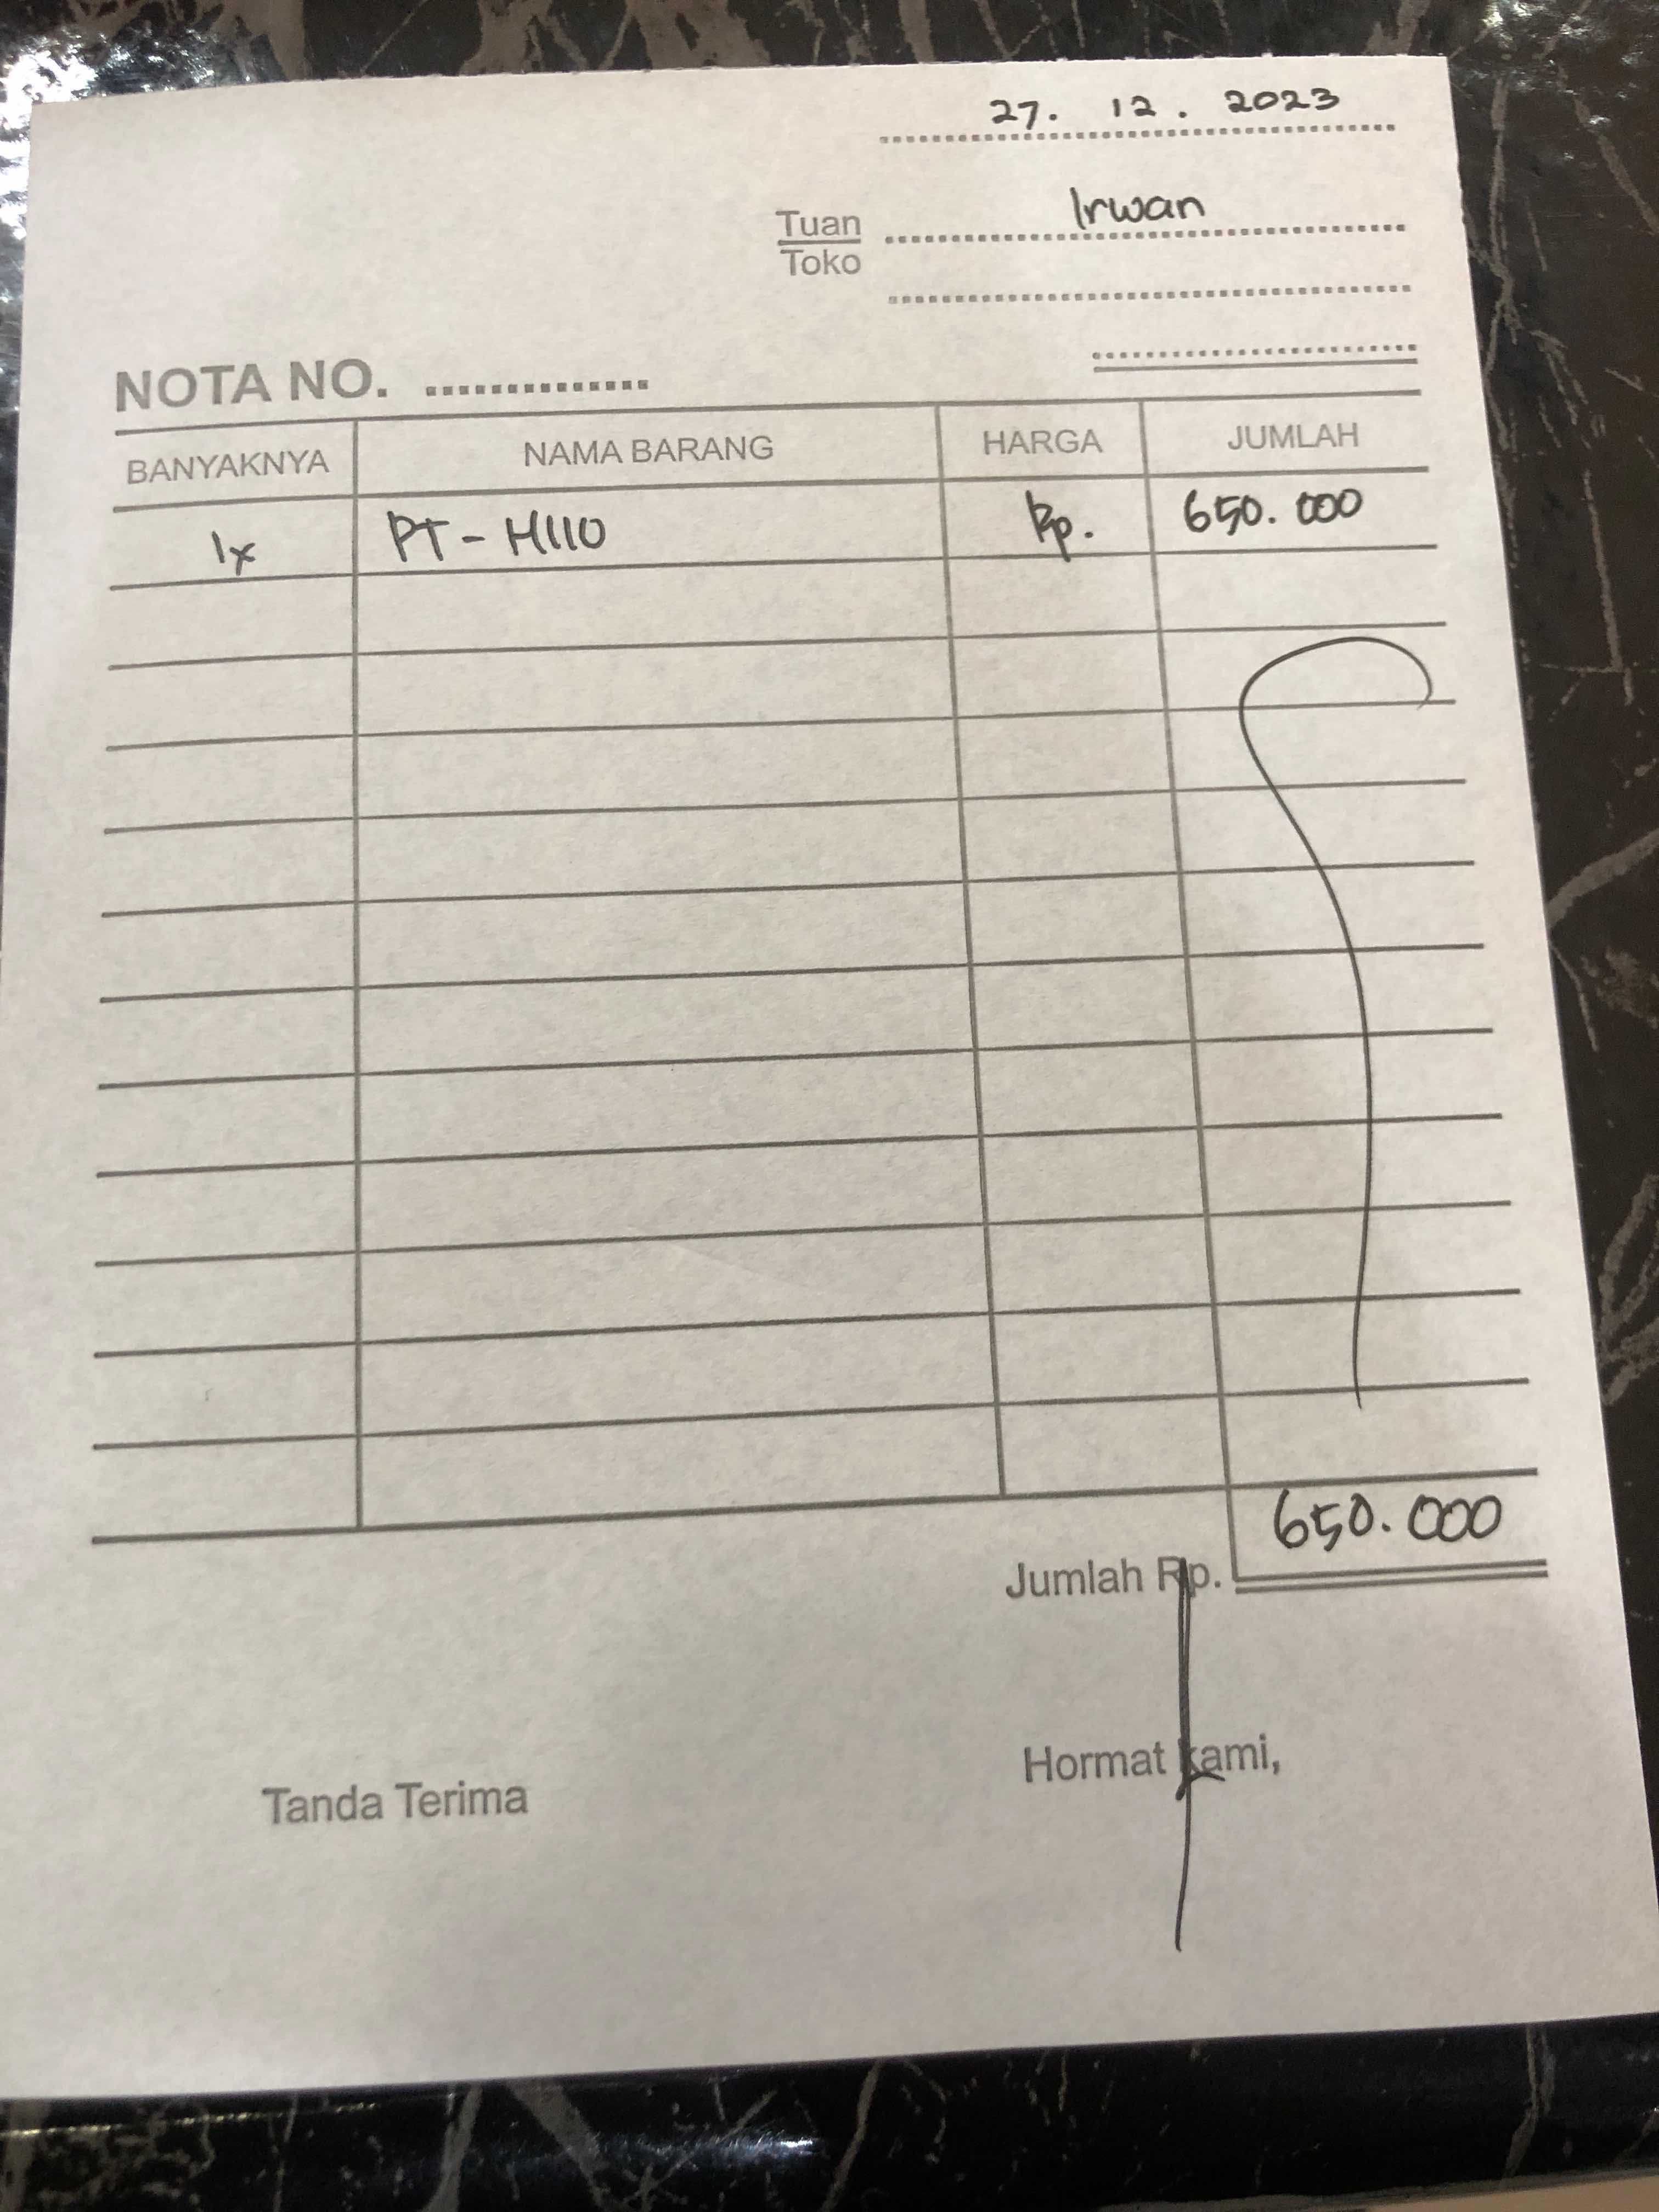 27. 12. 2023
Tuan Irwan
Toko
NOTA NO. ..............
BANYAKNYA NAMA BARANG HARGA JUMLAH
1x PT-H110 Rp. 650.000
Jumlah Rp. 650.000
Tanda Terima Hormat kami,